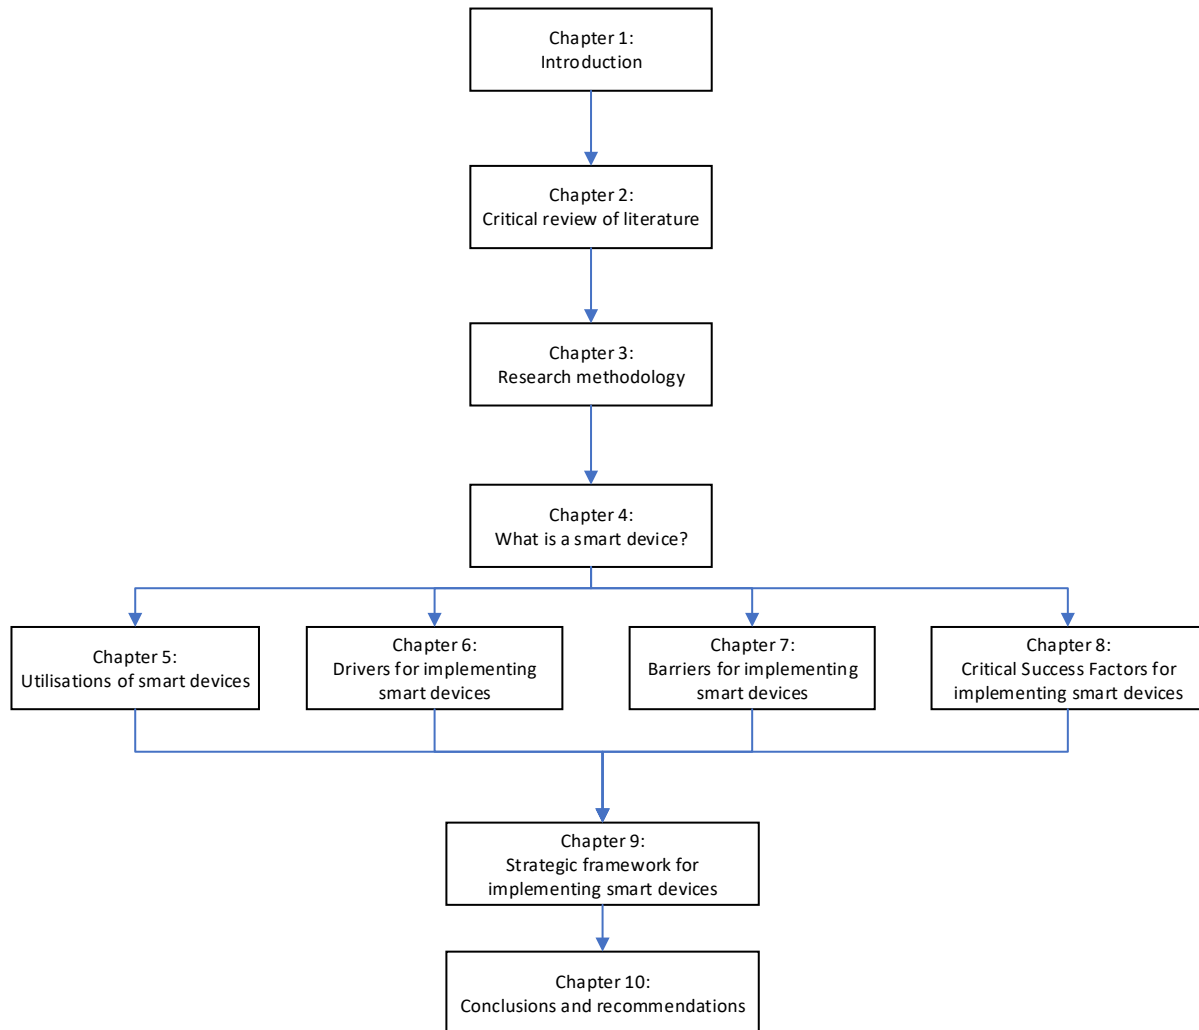 Chapter 1:
Introduction
Chapter 2:
Critical review of literature
Chapter 3:
Research methodology
Chapter 4:
What is a smart device?
Chapter 5:
Utilisations of smart devices
Chapter 6:
Drivers for implementing
smart devices
Chapter 7:
Barriers for implementing
smart devices
Chapter 8:
Critical Success Factors for
implementing smart devices
Chapter 9:
Strategic framework for
implementing smart devices
Chapter 10:
Conclusions and recommendations